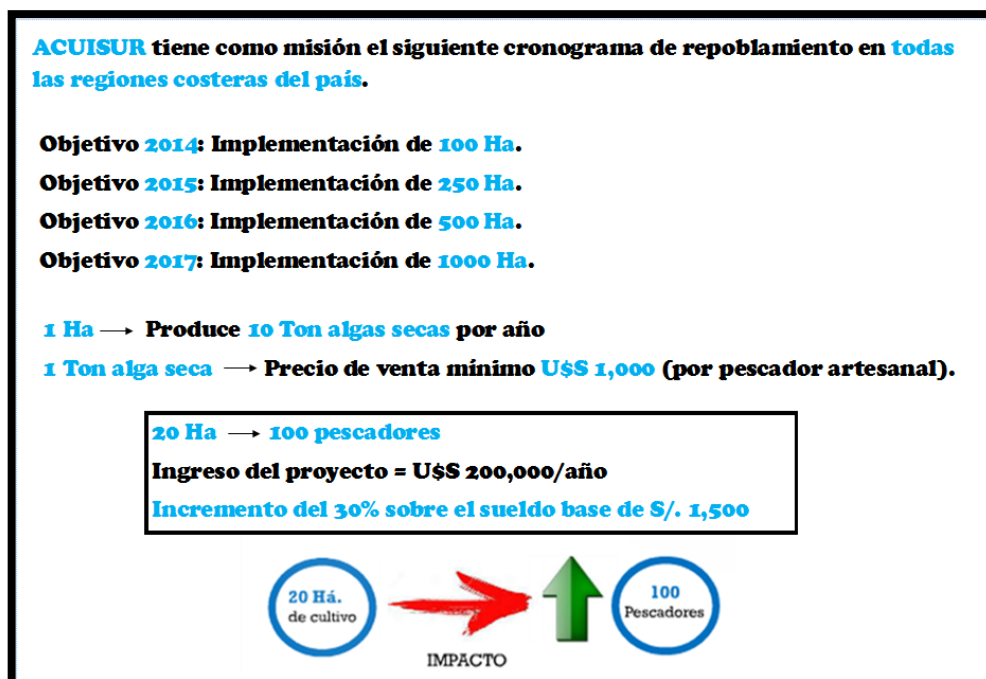 ACUISUR tiene como misión el siguiente cronograma de repoblamiento en todas
las regiones costeras del país.
Objetivo 2014: Implementación de 100 Ha.
Objetivo 2015: Implementación de 250 Ha.
Objetivo 2016: Implementación de 500 Ha.
Objetivo 2017: Implementación de 1000 Ha.
1 Ha → Produce 10 Ton algas secas por año
1 Ton alga seca → Precio de venta mínimo U$S 1,000 (por pescador artesanal).
20 Ha → 100 pescadores
Ingreso del proyecto = U$S 200,000/año
Incremento del 30% sobre el sueldo base de S/. 1,500
20 Há.
de cultivo
100
Pescadores
IMPACTO